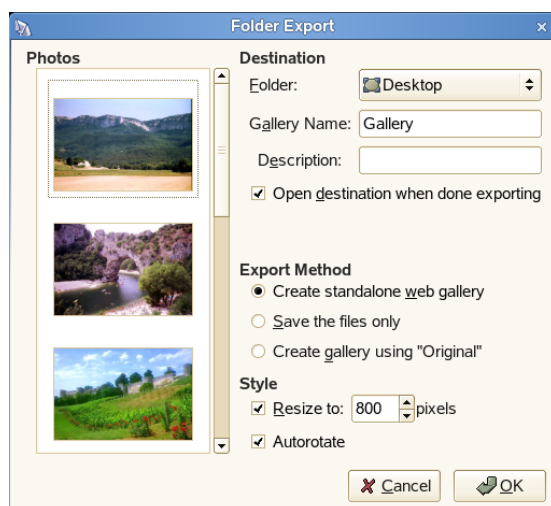 Folder Export
Photos
Destination
Folder: Desktop
Gallery Name: Gallery
Description:
Open destination when done exporting
Export Method
Create standalone web gallery
Save the files only
Create gallery using "Original"
Style
Resize to: 800 pixels
Autorotate
Cancel OK